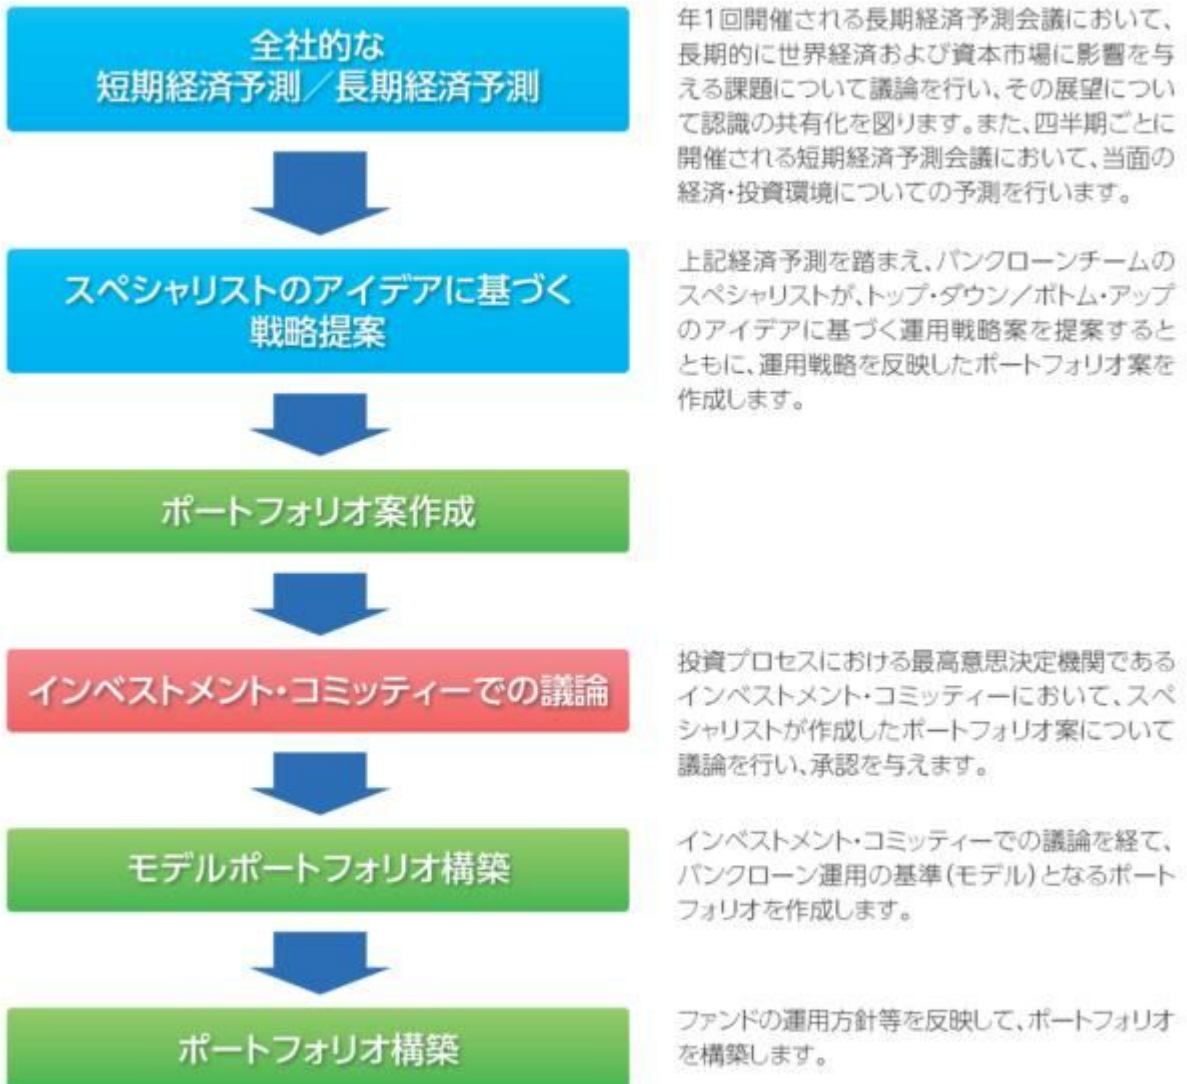 全社的な
短期経済予測／長期経済予測
年1回開催される長期経済予測会議において、
長期的に世界経済および資本市場に影響を与
える課題について議論を行い、その展望につい
て認識の共有化を図ります。また、四半期ごとに
開催される短期経済予測会議において、当面の
経済・投資環境についての予測を行います。
スペシャリストのアイデアに基づく
戦略提案
上記経済予測を踏まえ、バンクローンチームの
スペシャリストが、トップ・ダウン／ボトム・アップ
のアイデアに基づく運用戦略案を提案すると
ともに、運用戦略を反映したポートフォリオ案を
作成します。
ポートフォリオ案作成
インベストメント・コミッティーでの議論
投資プロセスにおける最高意思決定機関である
インベストメント・コミッティーにおいて、スペ
シャリストが作成したポートフォリオ案について
議論を行い、承認を与えます。
モデルポートフォリオ構築
インベストメント・コミッティーでの議論を経て、
バンクローン運用の基準（モデル）となるポート
フォリオを作成します。
ポートフォリオ構築
ファンドの運用方針等を反映して、ポートフォリオ
を構築します。